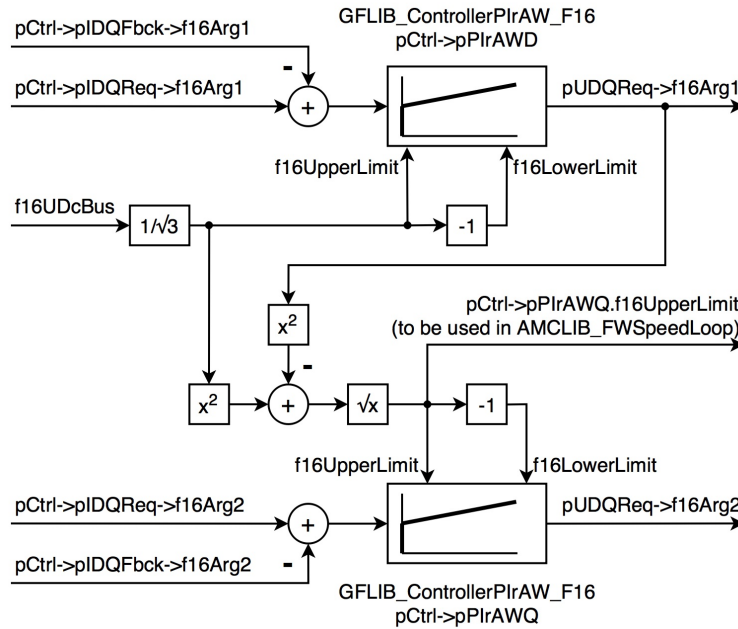 GFLIB_ControllerPIrAW_F16
pCtrl->pPIrAWD
pCtrl->pIDQFbck->f16Arg1
-
pCtrl->pIDQReq->f16Arg1
+
pUDQReq->f16Arg1
f16UpperLimit
f16LowerLimit
f16UDcBus
1/√3
-1
pCtrl->pPIrAWQ.f16UpperLimit
(to be used in AMCLIB_FWSpeedLoop)
x²
-
x²
+
√x
-1
f16UpperLimit
f16LowerLimit
pCtrl->pIDQReq->f16Arg2
+
pUDQReq->f16Arg2
-
pCtrl->pIDQFbck->f16Arg2
GFLIB_ControllerPIrAW_F16
pCtrl->pPIrAWQ